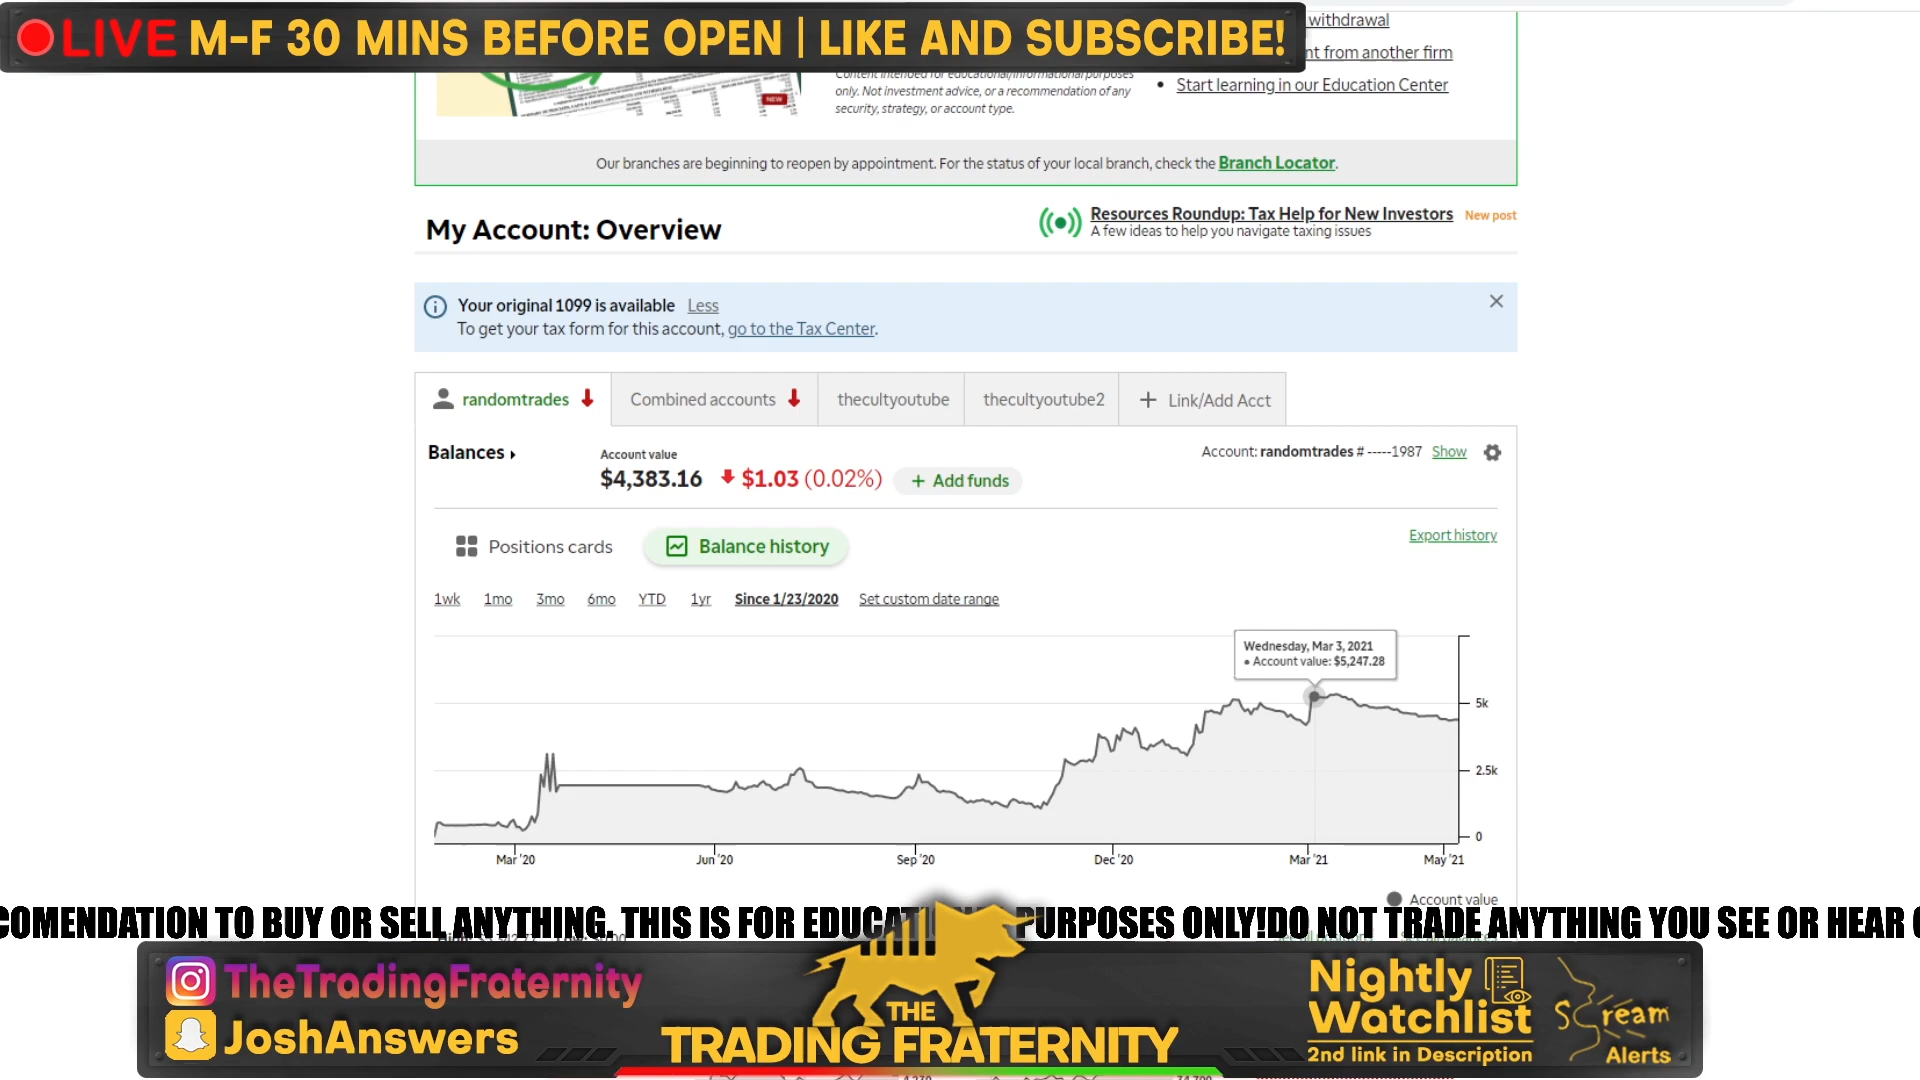 LIVE M-F 30 MINS BEFORE OPEN | LIKE AND SUBSCRIBE!
withdrawal
nt from another firm
Start learning in our Education Center
Content intended for educational/informational purposes
only. Not investment advice, or a recommendation of any
security, strategy, or account type.
NEW
Our branches are beginning to reopen by appointment. For the status of your local branch, check the Branch Locator.
My Account: Overview
Resources Roundup: Tax Help for New Investors New post
A few ideas to help you navigate taxing issues
Your original 1099 is available Less
To get your tax form for this account, go to the Tax Center.
randomtrades Combined accounts thecultyoutube thecultyoutube2 + Link/Add Acct
Balances
Account value
$4,383.16 $1.03 (0.02%) + Add funds
Account: randomtrades # -----1987 Show
Positions cards Balance history
Export history
1wk 1mo 3mo 6mo YTD 1yr Since 1/23/2020 Set custom date range
Wednesday, Mar 3, 2021
• Account value: $5,247.28
5k
2.5k
0
Mar '20 Jun '20 Sep '20 Dec '20 Mar '21 May '21
Account value
COMENDATION TO BUY OR SELL ANYTHING. THIS IS FOR EDUCAT PURPOSES ONLY!DO NOT TRADE ANYTHING YOU SEE OR HEAR
TheTradingFraternity
JoshAnswers
THE
TRADING FRATERNITY
Nightly
Watchlist
2nd link in Description
Scream
Alerts